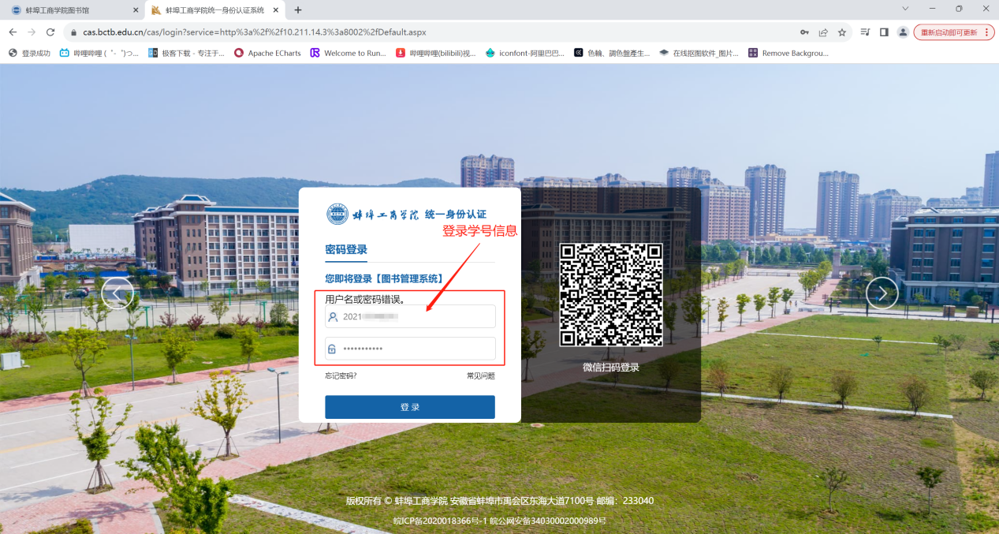 蚌埠工商学院图书馆
蚌埠工商学院统一身份认证系统
cas.bctb.edu.cn/cas/login?service=http%3a%2f%2f10.211.14.3%3a8002%2fDefault.aspx
重新启动即可更新
登录成功
哔哩哔哩 (゜-゜)つ...
极客下载 - 专注于...
Apache ECharts
Welcome to Run...
哔哩哔哩(bilibili)视...
iconfont-阿里巴巴...
色輪、調色盤產生...
在线抠图软件_图片...
Remove Backgrou...
蚌埠工商学院 统一身份认证
登录学号信息
密码登录
您即将登录【图书管理系统】
用户名或密码错误。
2021
忘记密码?
常见问题
登 录
微信扫码登录
版权所有 © 蚌埠工商学院 安徽省蚌埠市禹会区东海大道7100号 邮编：233040
皖ICP备2020018366号-1 皖公网安备34030002000989号